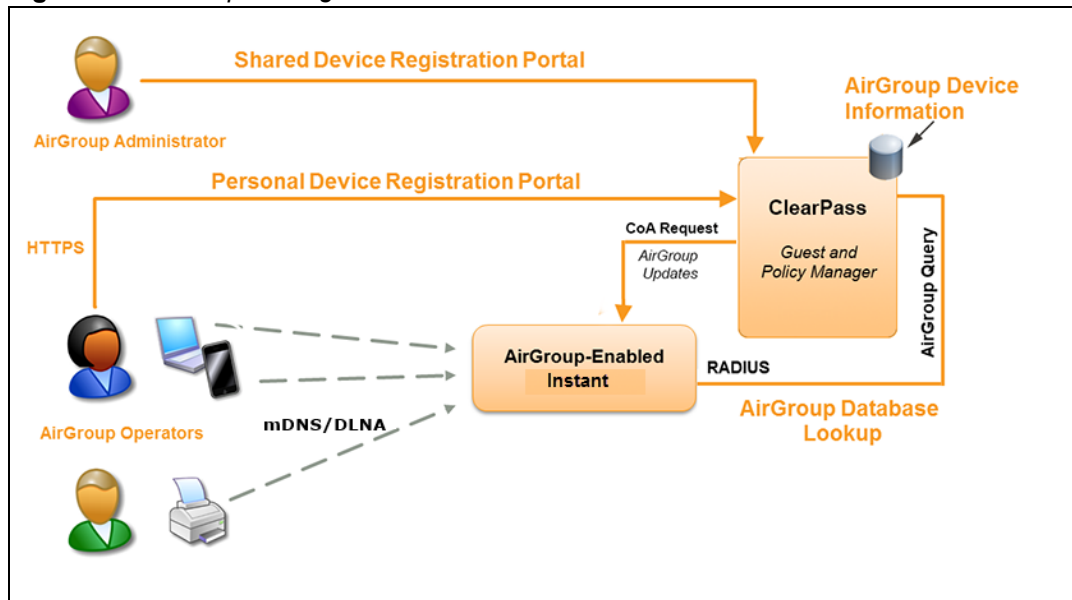 Shared Device Registration Portal
AirGroup Device
Information
AirGroup Administrator
Personal Device Registration Portal
ClearPass
Guest and
Policy Manager
CoA Request
AirGroup
Updates
HTTPS
AirGroup Query
AirGroup-Enabled
Instant
RADIUS
AirGroup Database
Lookup
mDNS/DLNA
AirGroup Operators